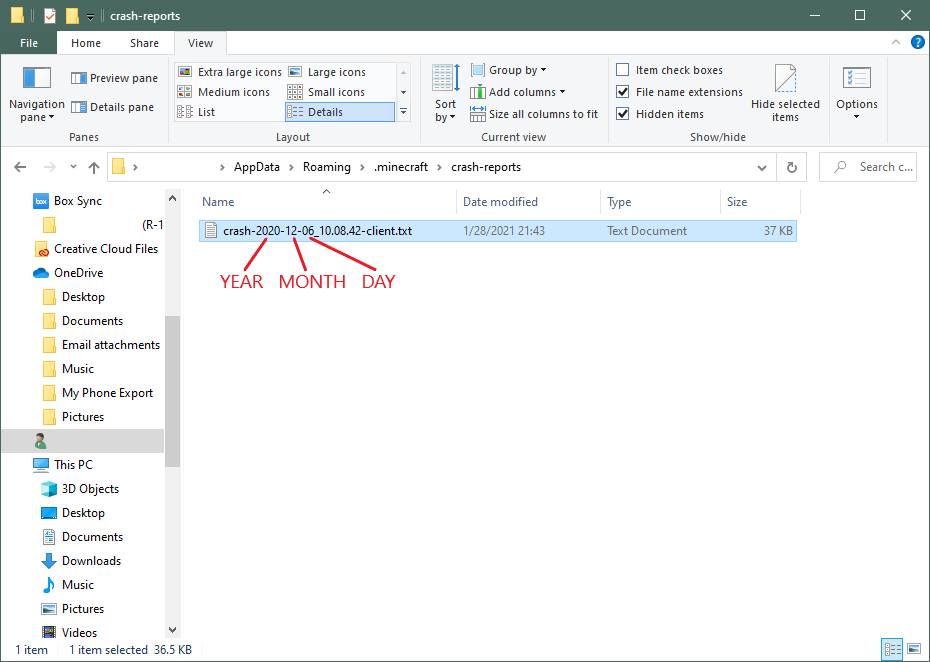 crash-reports
File Home Share View
Navigation pane
Preview pane
Details pane
Panes
Extra large icons Large icons
Medium icons Small icons
List Details
Layout
Sort by
Group by
Add columns
Size all columns to fit
Current view
Item check boxes
File name extensions
Hidden items
Hide selected items
Show/hide
Options
AppData Roaming .minecraft crash-reports
Search c...
Box Sync
(R-1
Creative Cloud Files
OneDrive
Desktop
Documents
Email attachments
Music
My Phone Export
Pictures
This PC
3D Objects
Desktop
Documents
Downloads
Music
Pictures
Videos
Name Date modified Type Size
crash-2020-12-06_10.08.42-client.txt 1/28/2021 21:43 Text Document 37 KB
YEAR MONTH DAY
1 item 1 item selected 36.5 KB